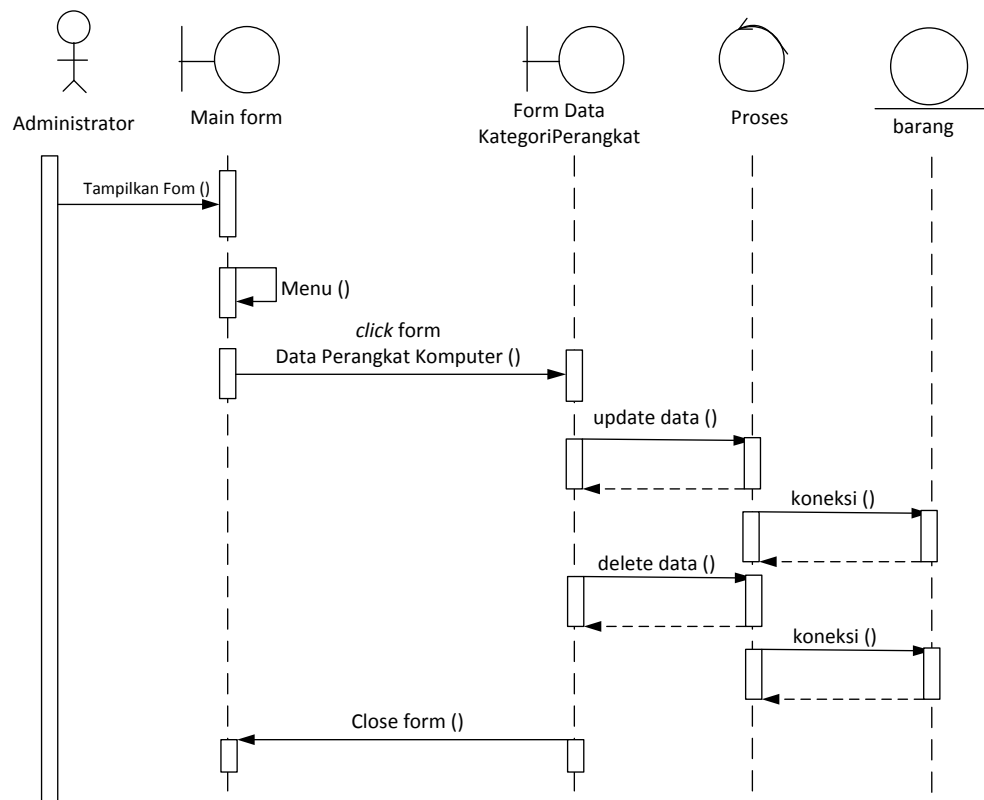 Administrator
Main form
Form Data
KategoriPerangkat
Proses
barang
Tampilkan Fom ()
Menu ()
click form
Data Perangkat Komputer ()
update data ()
koneksi ()
delete data ()
koneksi ()
Close form ()